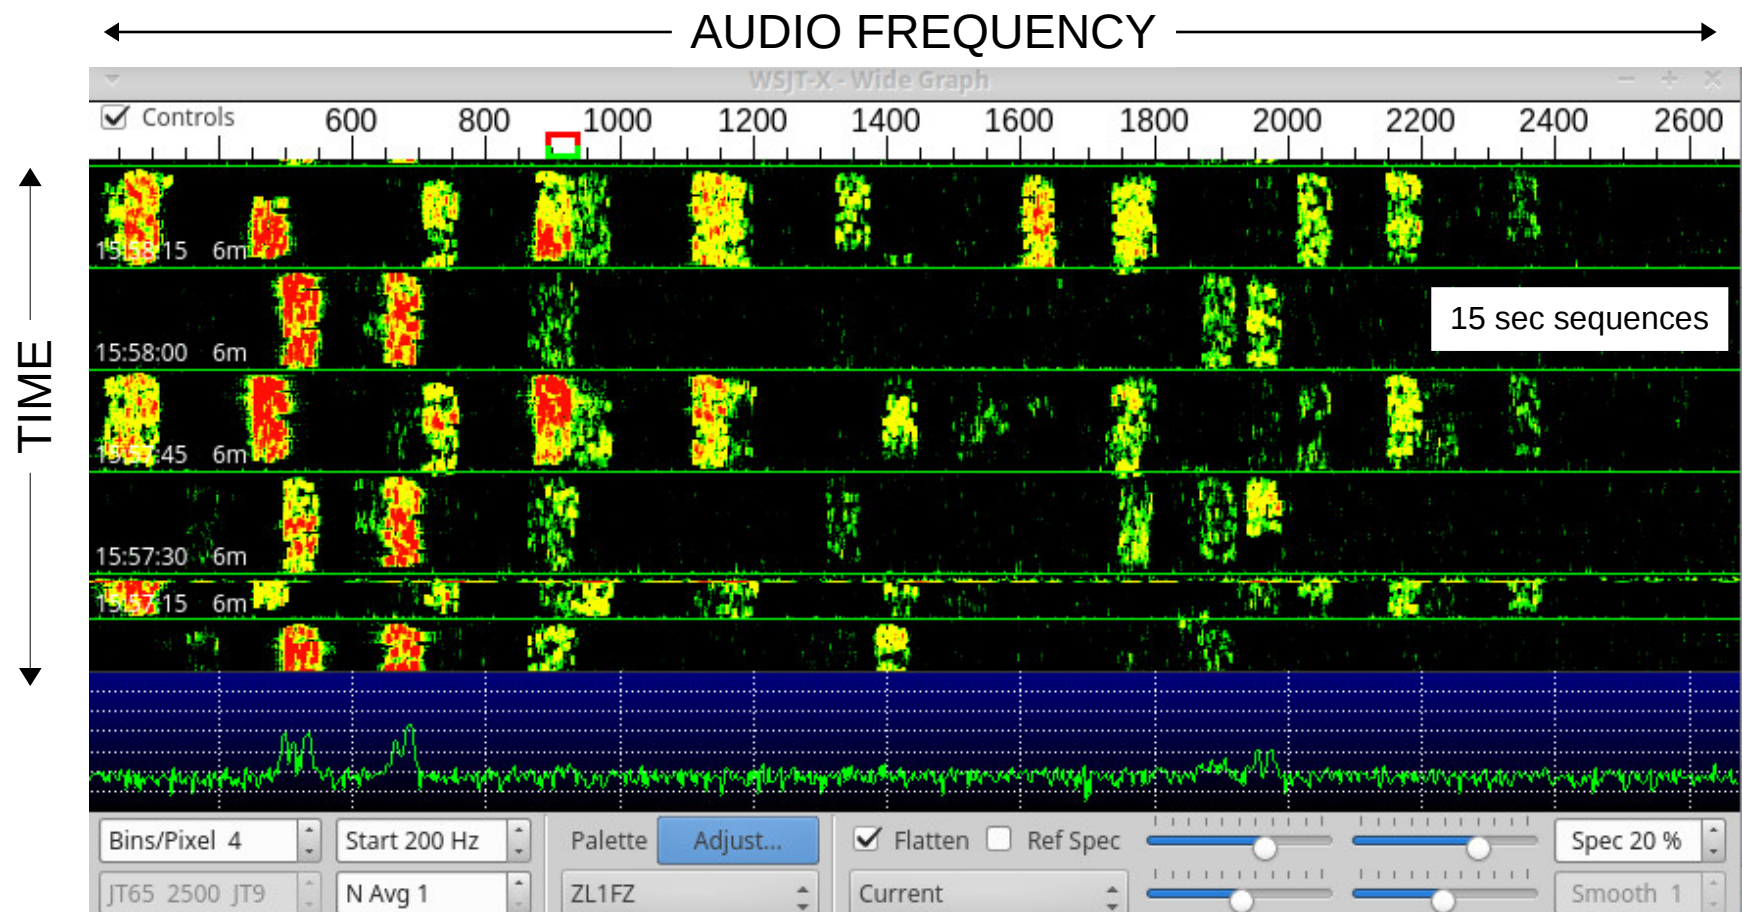 AUDIO FREQUENCY
WSJT-X - Wide Graph
Controls 600 800 1000 1200 1400 1600 1800 2000 2200 2400 2600
TIME
15:58:15 6m
15 sec sequences
15:58:00 6m
15:57:45 6m
15:57:30 6m
15:57:15 6m
Bins/Pixel 4 Start 200 Hz Palette Adjust... Flatten Ref Spec Spec 20 %
JT65 2500 JT9 N Avg 1 ZL1FZ Current Smooth 1